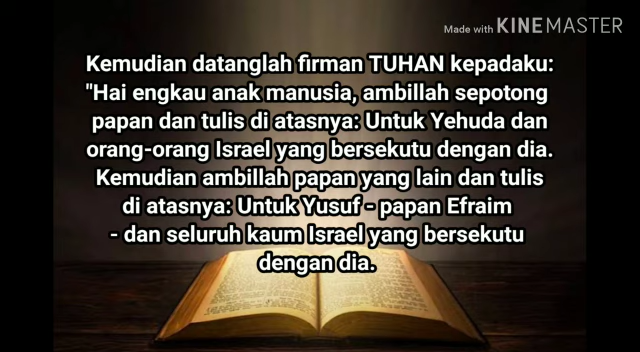 Made with KINEMASTER
Kemudian datanglah firman TUHAN kepadaku:
"Hai engkau anak manusia, ambillah sepotong
papan dan tulis di atasnya: Untuk Yehuda dan
orang-orang Israel yang bersekutu dengan dia.
Kemudian ambillah papan yang lain dan tulis
di atasnya: Untuk Yusuf - papan Efraim
- dan seluruh kaum Israel yang bersekutu
dengan dia.